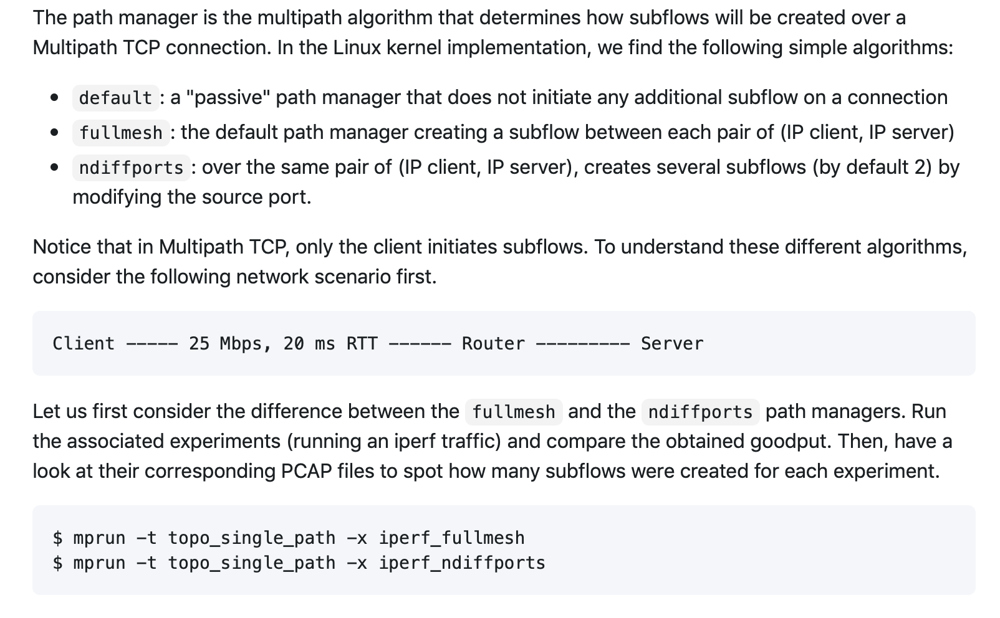 The path manager is the multipath algorithm that determines how subflows will be created over a
Multipath TCP connection. In the Linux kernel implementation, we find the following simple algorithms:
• default : a "passive" path manager that does not initiate any additional subflow on a connection
• fullmesh : the default path manager creating a subflow between each pair of (IP client, IP server)
• ndiffports : over the same pair of (IP client, IP server), creates several subflows (by default 2) by
modifying the source port.
Notice that in Multipath TCP, only the client initiates subflows. To understand these different algorithms,
consider the following network scenario first.
Client ----- 25 Mbps, 20 ms RTT ------ Router --------- Server
Let us first consider the difference between the fullmesh and the ndiffports path managers. Run
the associated experiments (running an iperf traffic) and compare the obtained goodput. Then, have a
look at their corresponding PCAP files to spot how many subflows were created for each experiment.
$ mprun -t topo_single_path -x iperf_fullmesh
$ mprun -t topo_single_path -x iperf_ndiffports